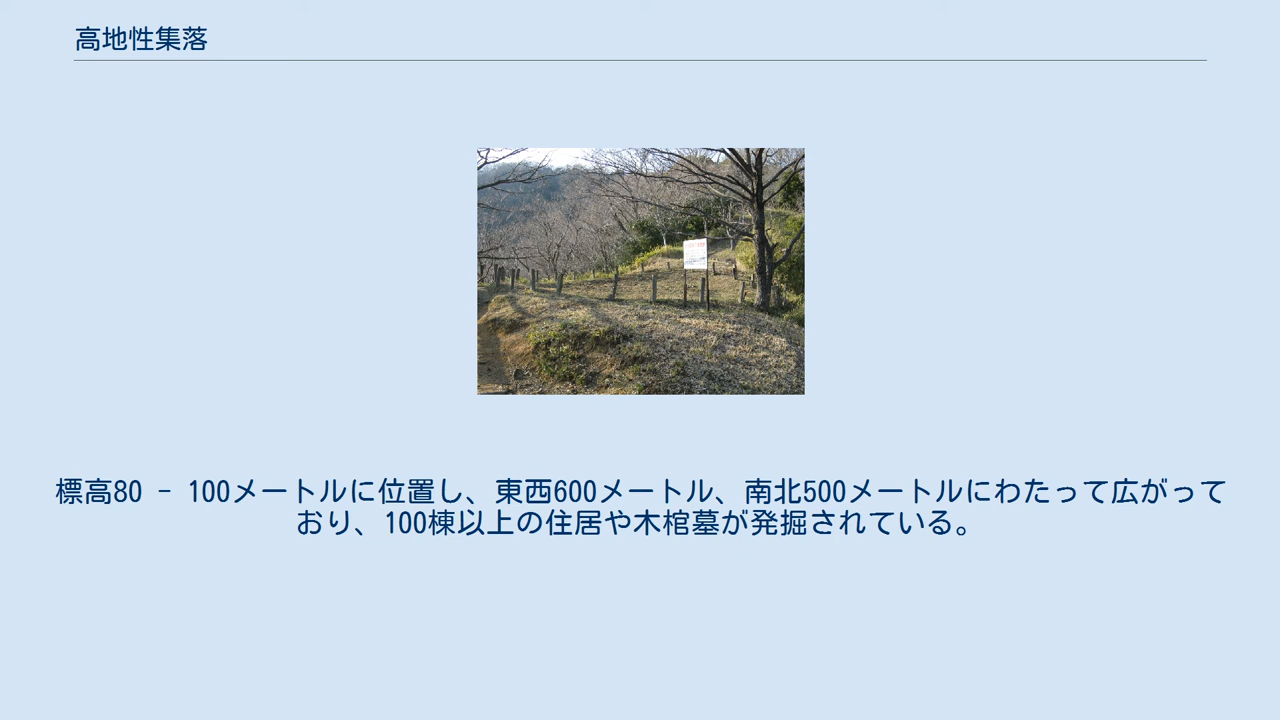 高地性集落
標高80 - 100メートルに位置し、東西600メートル、南北500メートルにわたって広がって
おり、100棟以上の住居や木棺墓が発掘されている。